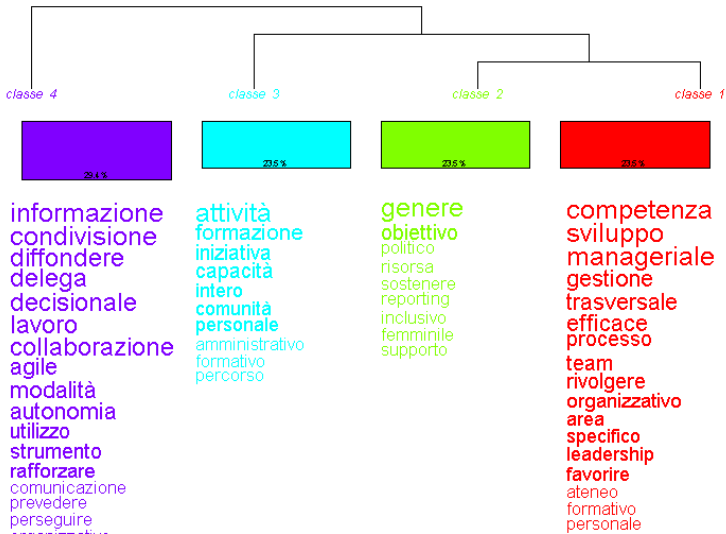 classe 4
classe 3
classe 2
classe 1
29,4 %
23,5 %
23,5 %
23,5 %
informazione
condivisione
diffondere
delega
decisionale
lavoro
collaborazione
agile
modalità
autonomia
utilizzo
strumento
rafforzare
comunicazione
prevedere
perseguire
attività
formazione
iniziativa
capacità
intero
comunità
personale
amministrativo
formativo
percorso
genere
obiettivo
politico
risorsa
sostenere
reporting
inclusivo
femminile
supporto
competenza
sviluppo
manageriale
gestione
trasversale
efficace
processo
team
rivolgere
organizzativo
area
specifico
leadership
favorire
ateneo
formativo
personale